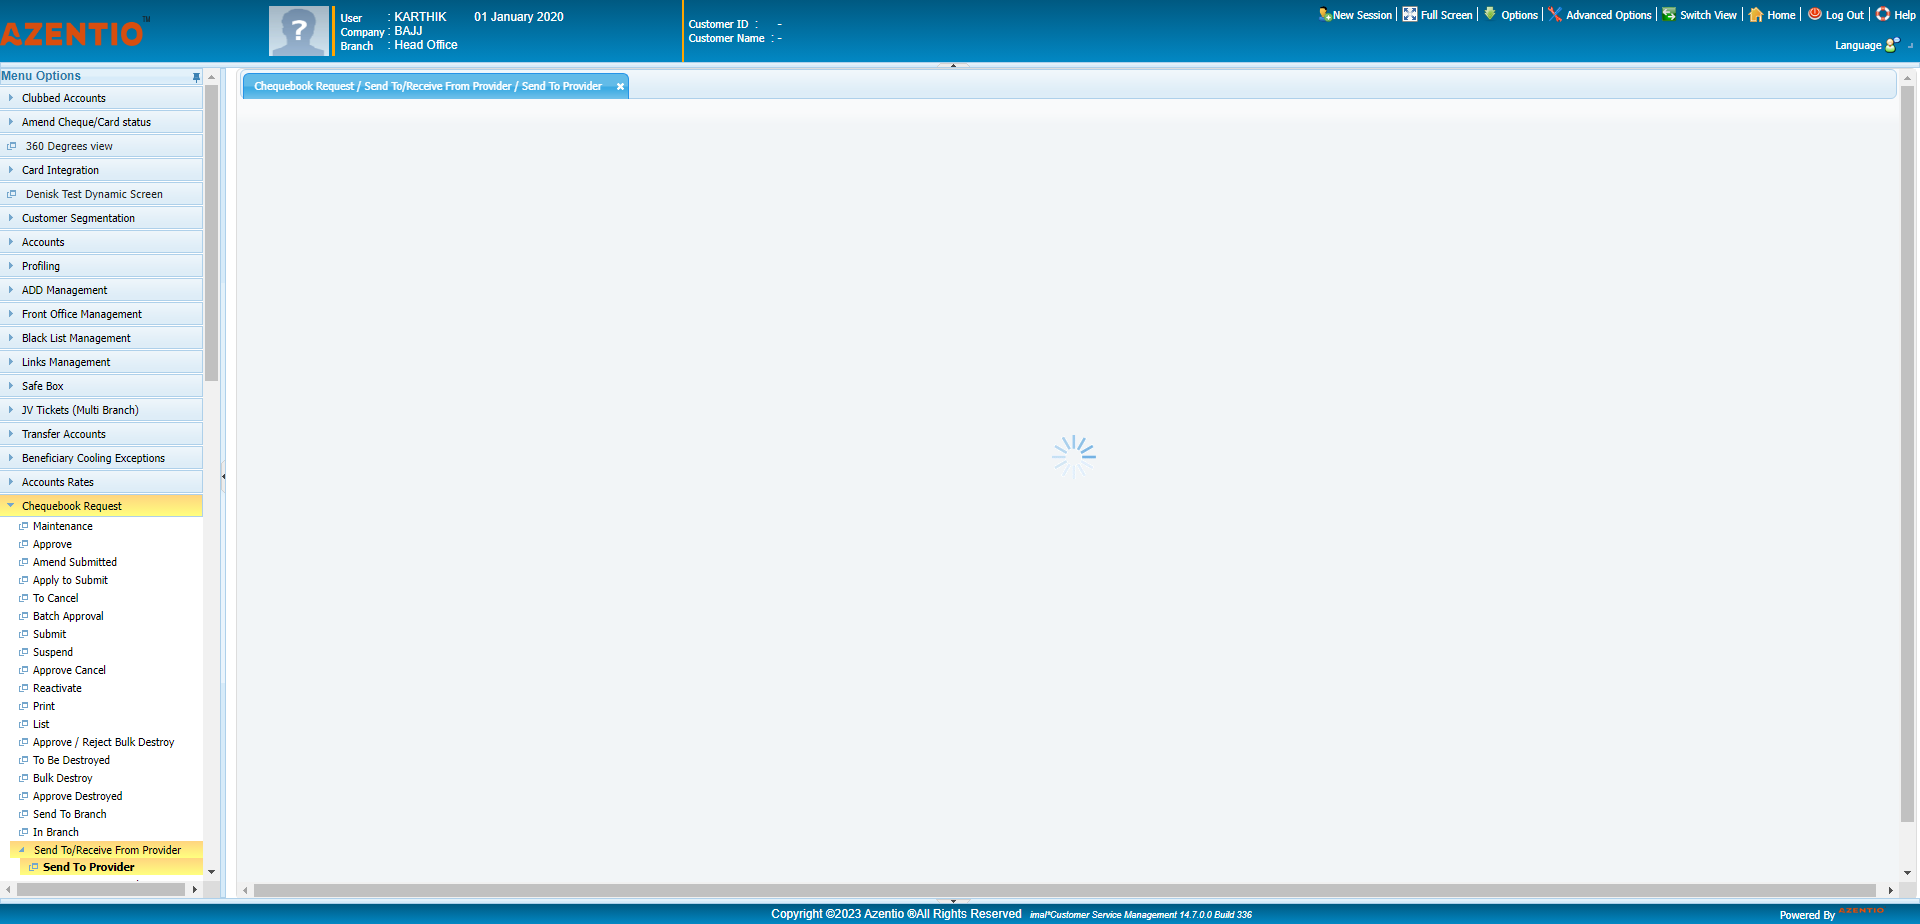 AZENTIO™
User : KARTHIK 01 January 2020
Company : BAJJ
Branch : Head Office
Customer ID : -
Customer Name : -
New Session Full Screen Options Advanced Options Switch View Home Log Out Help
Language
Menu Options
Chequebook Request / Send To/Receive From Provider / Send To Provider
Clubbed Accounts
Amend Cheque/Card status
360 Degrees view
Card Integration
Denisk Test Dynamic Screen
Customer Segmentation
Accounts
Profiling
ADD Management
Front Office Management
Black List Management
Links Management
Safe Box
JV Tickets (Multi Branch)
Transfer Accounts
Beneficiary Cooling Exceptions
Accounts Rates
Chequebook Request
Maintenance
Approve
Amend Submitted
Apply to Submit
To Cancel
Batch Approval
Submit
Suspend
Approve Cancel
Reactivate
Print
List
Approve / Reject Bulk Destroy
To Be Destroyed
Bulk Destroy
Approve Destroyed
Send To Branch
In Branch
Send To/Receive From Provider
Send To Provider
Copyright ©2023 Azentio ®All Rights Reserved imal*Customer Service Management 14.7.0.0 Build 336
Powered By AZENTIO